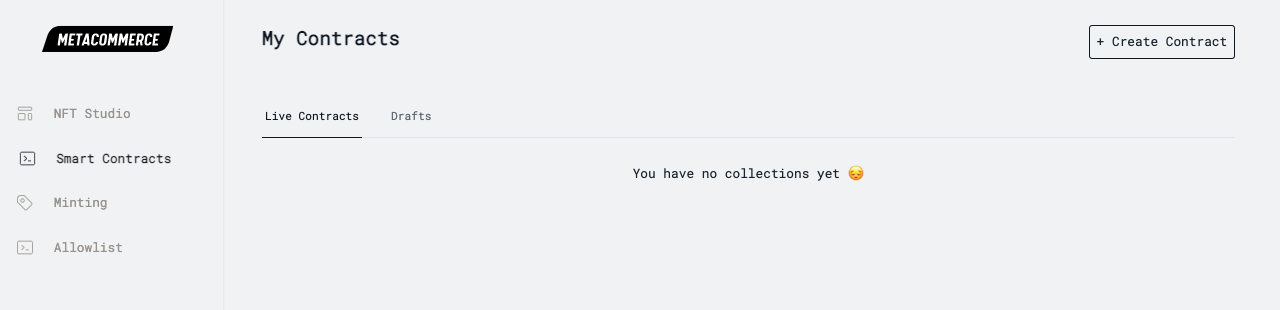 METACOMMERCE
My Contracts
+ Create Contract
NFT Studio
Smart Contracts
Minting
Allowlist
Live Contracts
Drafts
You have no collections yet 😔